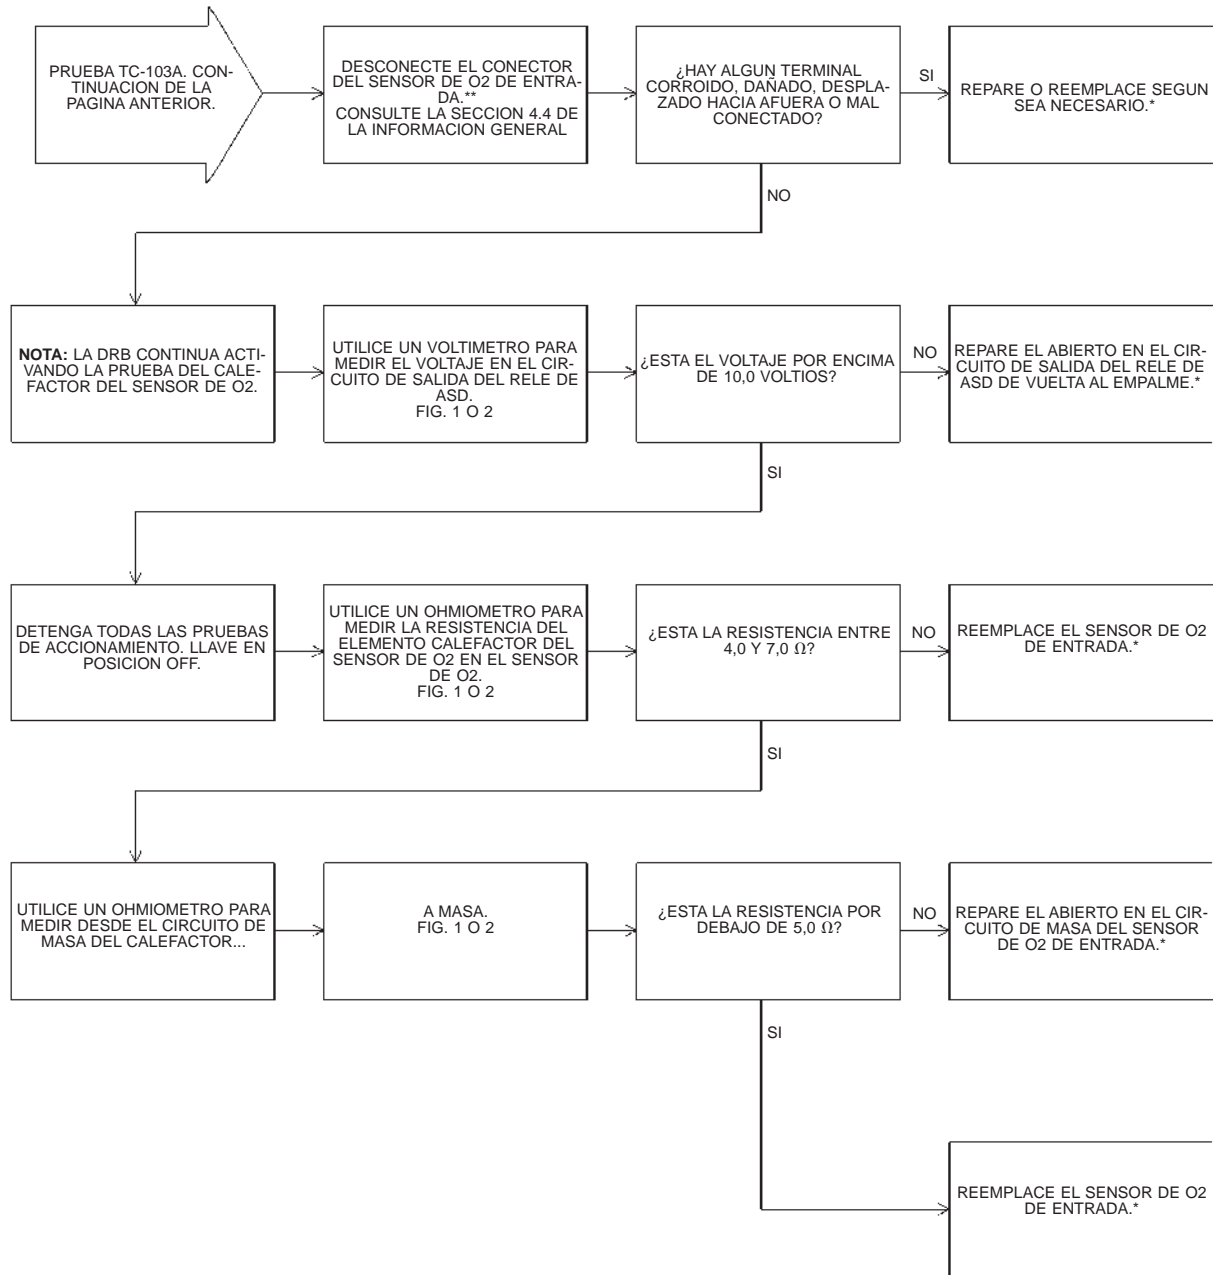 PRUEBA TC-103A. CON-
TINUACION DE LA
PAGINA ANTERIOR.
DESCONECTE EL CONECTOR
DEL SENSOR DE O2 DE ENTRA-
DA.**
CONSULTE LA SECCION 4.4 DE
LA INFORMACION GENERAL
¿HAY ALGUN TERMINAL
CORROIDO, DAÑADO, DESPLA-
ZADO HACIA AFUERA O MAL
CONECTADO?
SI
REPARE O REEMPLACE SEGUN
SEA NECESARIO.*
NO
NOTA: LA DRB CONTINUA ACTI-
VANDO LA PRUEBA DEL CALE-
FACTOR DEL SENSOR DE O2.
UTILICE UN VOLTIMETRO PARA
MEDIR EL VOLTAJE EN EL CIR-
CUITO DE SALIDA DEL RELE DE
ASD.
FIG. 1 O 2
¿ESTA EL VOLTAJE POR ENCIMA
DE 10,0 VOLTIOS?
NO
REPARE EL ABIERTO EN EL CIR-
CUITO DE SALIDA DEL RELE DE
ASD DE VUELTA AL EMPALME.*
SI
DETENGA TODAS LAS PRUEBAS
DE ACCIONAMIENTO. LLAVE EN
POSICION OFF.
UTILICE UN OHMIOMETRO PARA
MEDIR LA RESISTENCIA DEL
ELEMENTO CALEFACTOR DEL
SENSOR DE O2 EN EL SENSOR
DE O2.
FIG. 1 O 2
¿ESTA LA RESISTENCIA ENTRE
4,0 Y 7,0 Ω?
NO
REEMPLACE EL SENSOR DE O2
DE ENTRADA.*
SI
UTILICE UN OHMIOMETRO PARA
MEDIR DESDE EL CIRCUITO DE
MASA DEL CALEFACTOR...
A MASA.
FIG. 1 O 2
¿ESTA LA RESISTENCIA POR
DEBAJO DE 5,0 Ω?
NO
REPARE EL ABIERTO EN EL CIR-
CUITO DE MASA DEL SENSOR
DE O2 DE ENTRADA.*
SI
REEMPLACE EL SENSOR DE O2
DE ENTRADA.*